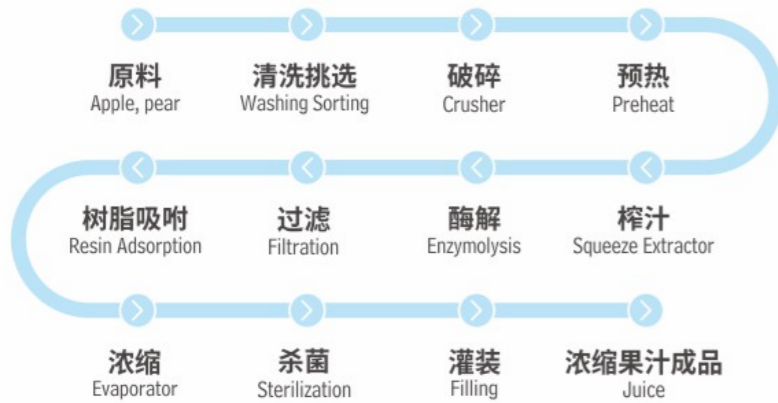 原料
Apple, pear
清洗挑选
Washing Sorting
破碎
Crusher
预热
Preheat
榨汁
Squeeze Extractor
酶解
Enzymolysis
过滤
Filtration
树脂吸咐
Resin Adsorption
浓缩
Evaporator
杀菌
Sterilization
灌装
Filling
浓缩果汁成品
Juice